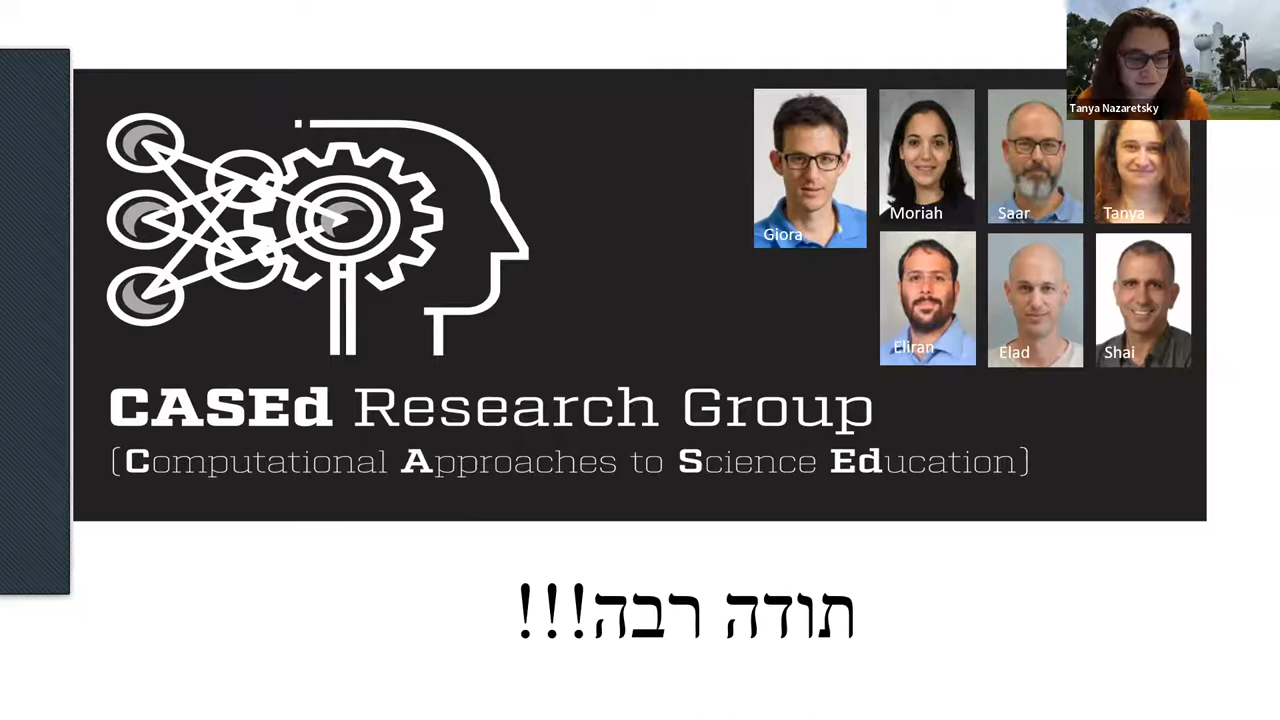 Tanya Nazaretsky
Giora
Moriah
Saar
Tanya
Eliran
Elad
Shai
CASEd Research Group
(Computational Approaches to Science Education)
תודה רבה!!!